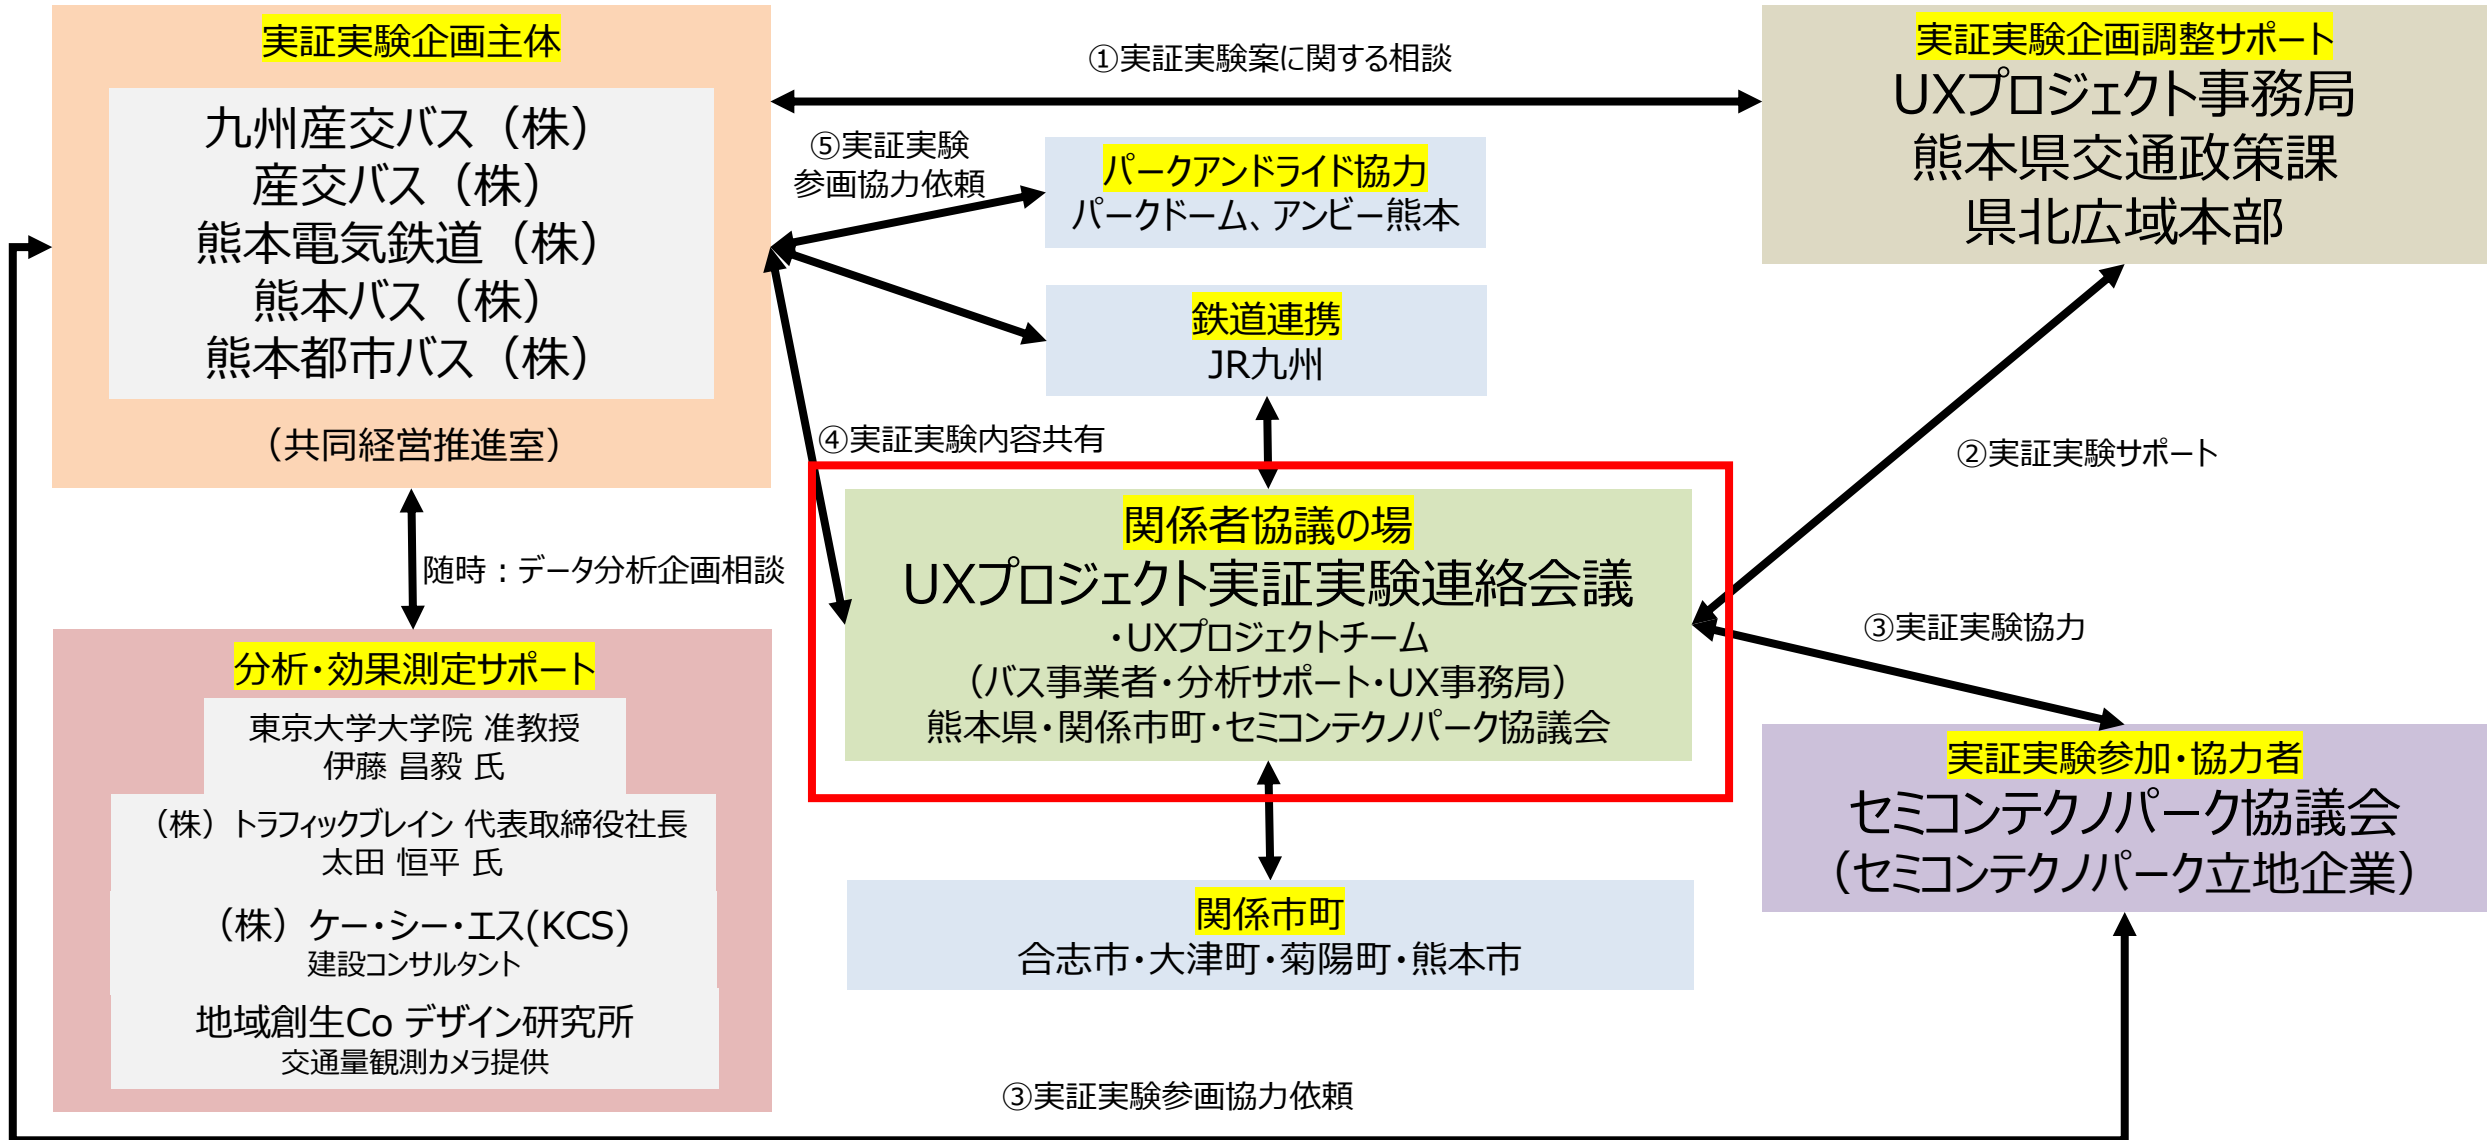 実証実験企画主体
九州産交バス（株）
産交バス（株）
熊本電気鉄道（株）
熊本バス（株）
熊本都市バス（株）
（共同経営推進室）
①実証実験案に関する相談
実証実験企画調整サポート
UXプロジェクト事務局
熊本県交通政策課
県北広域本部
⑤実証実験
参画協力依頼
パークアンドライド協力
パークドーム、アンビー熊本
鉄道連携
JR九州
④実証実験内容共有
②実証実験サポート
関係者協議の場
UXプロジェクト実証実験連絡会議
・UXプロジェクトチーム
（バス事業者・分析サポート・UX事務局）
熊本県・関係市町・セミコンテクノパーク協議会
随時：データ分析企画相談
③実証実験協力
分析・効果測定サポート
東京大学大学院 准教授
伊藤 昌毅 氏
（株）トラフィックブレイン 代表取締役社長
太田 恒平 氏
（株）ケー・シー・エス(KCS)
建設コンサルタント
地域創生Co デザイン研究所
交通量観測カメラ提供
実証実験参加・協力者
セミコンテクノパーク協議会
（セミコンテクノパーク立地企業）
関係市町
合志市・大津町・菊陽町・熊本市
③実証実験参画協力依頼